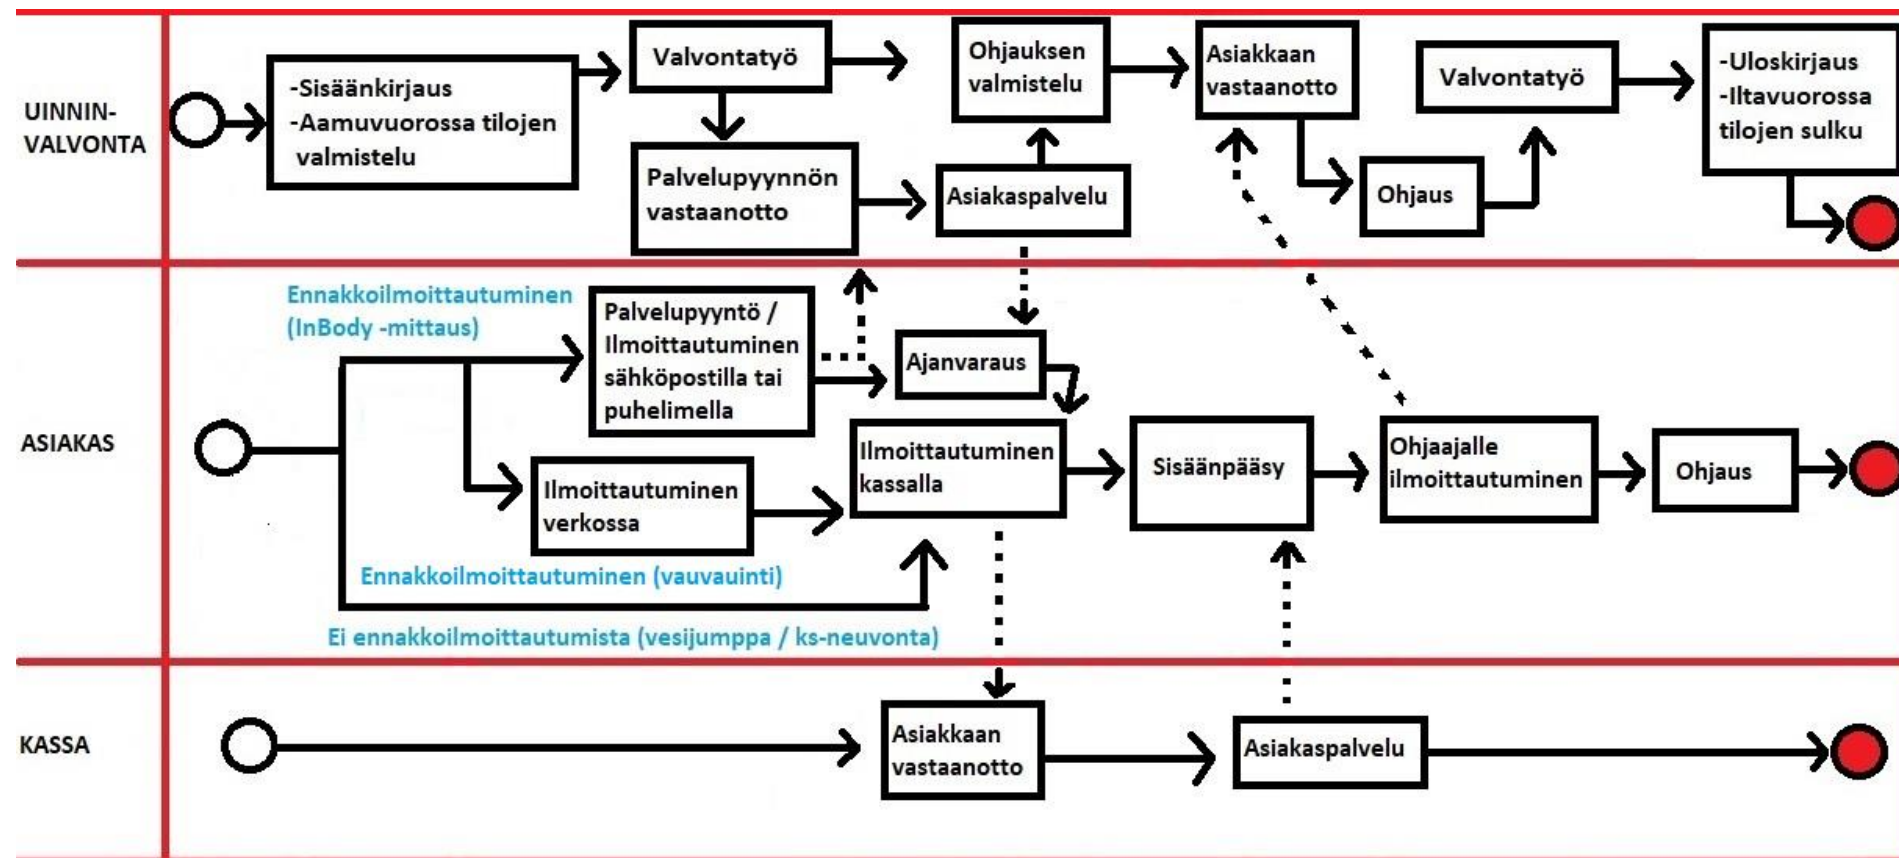 UINNIN-
VALVONTA
-Sisäänkirjaus
-Aamuvuorossa tilojen
valmistelu
Valvontatyö
Palvelupyynnön
vastaanotto
Ohjauksen
valmistelu
Asiakaspalvelu
Asiakkaan
vastaanotto
Ohjaus
Valvontatyö
-Uloskirjaus
-Iltavuorossa
tilojen sulku
ASIAKAS
Ennakkoilmoittautuminen
(InBody -mittaus)
Palvelupyyntö /
Ilmoittautuminen
sähköpostilla tai
puhelimella
Ajanvaraus
Ilmoittautuminen
verkossa
Ilmoittautuminen
kassalla
Sisäänpääsy
Ohjaajalle
ilmoittautuminen
Ohjaus
Ennakkoilmoittautuminen (vauvauinti)
Ei ennakkoilmoittautumista (vesijumppa / ks-neuvonta)
KASSA
Asiakkaan
vastaanotto
Asiakaspalvelu